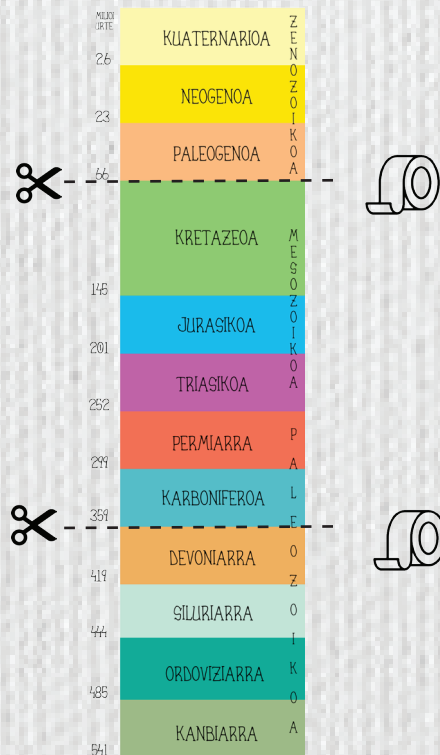 MILIOI
URTE
KUATERNARIOA
2.6
NEOGENOA
23
PALEOGENOA
66
ZENOZOIKOA
KRETAZEOA
145
JURASIKOA
201
TRIASIKOA
252
MESOZOIKOA
PERMIARRA
299
KARBONIFEROA
359
DEVONIARRA
419
SILURIARRA
444
ORDOVIZIARRA
485
KANBIARRA
541
PALEOZOIKOA